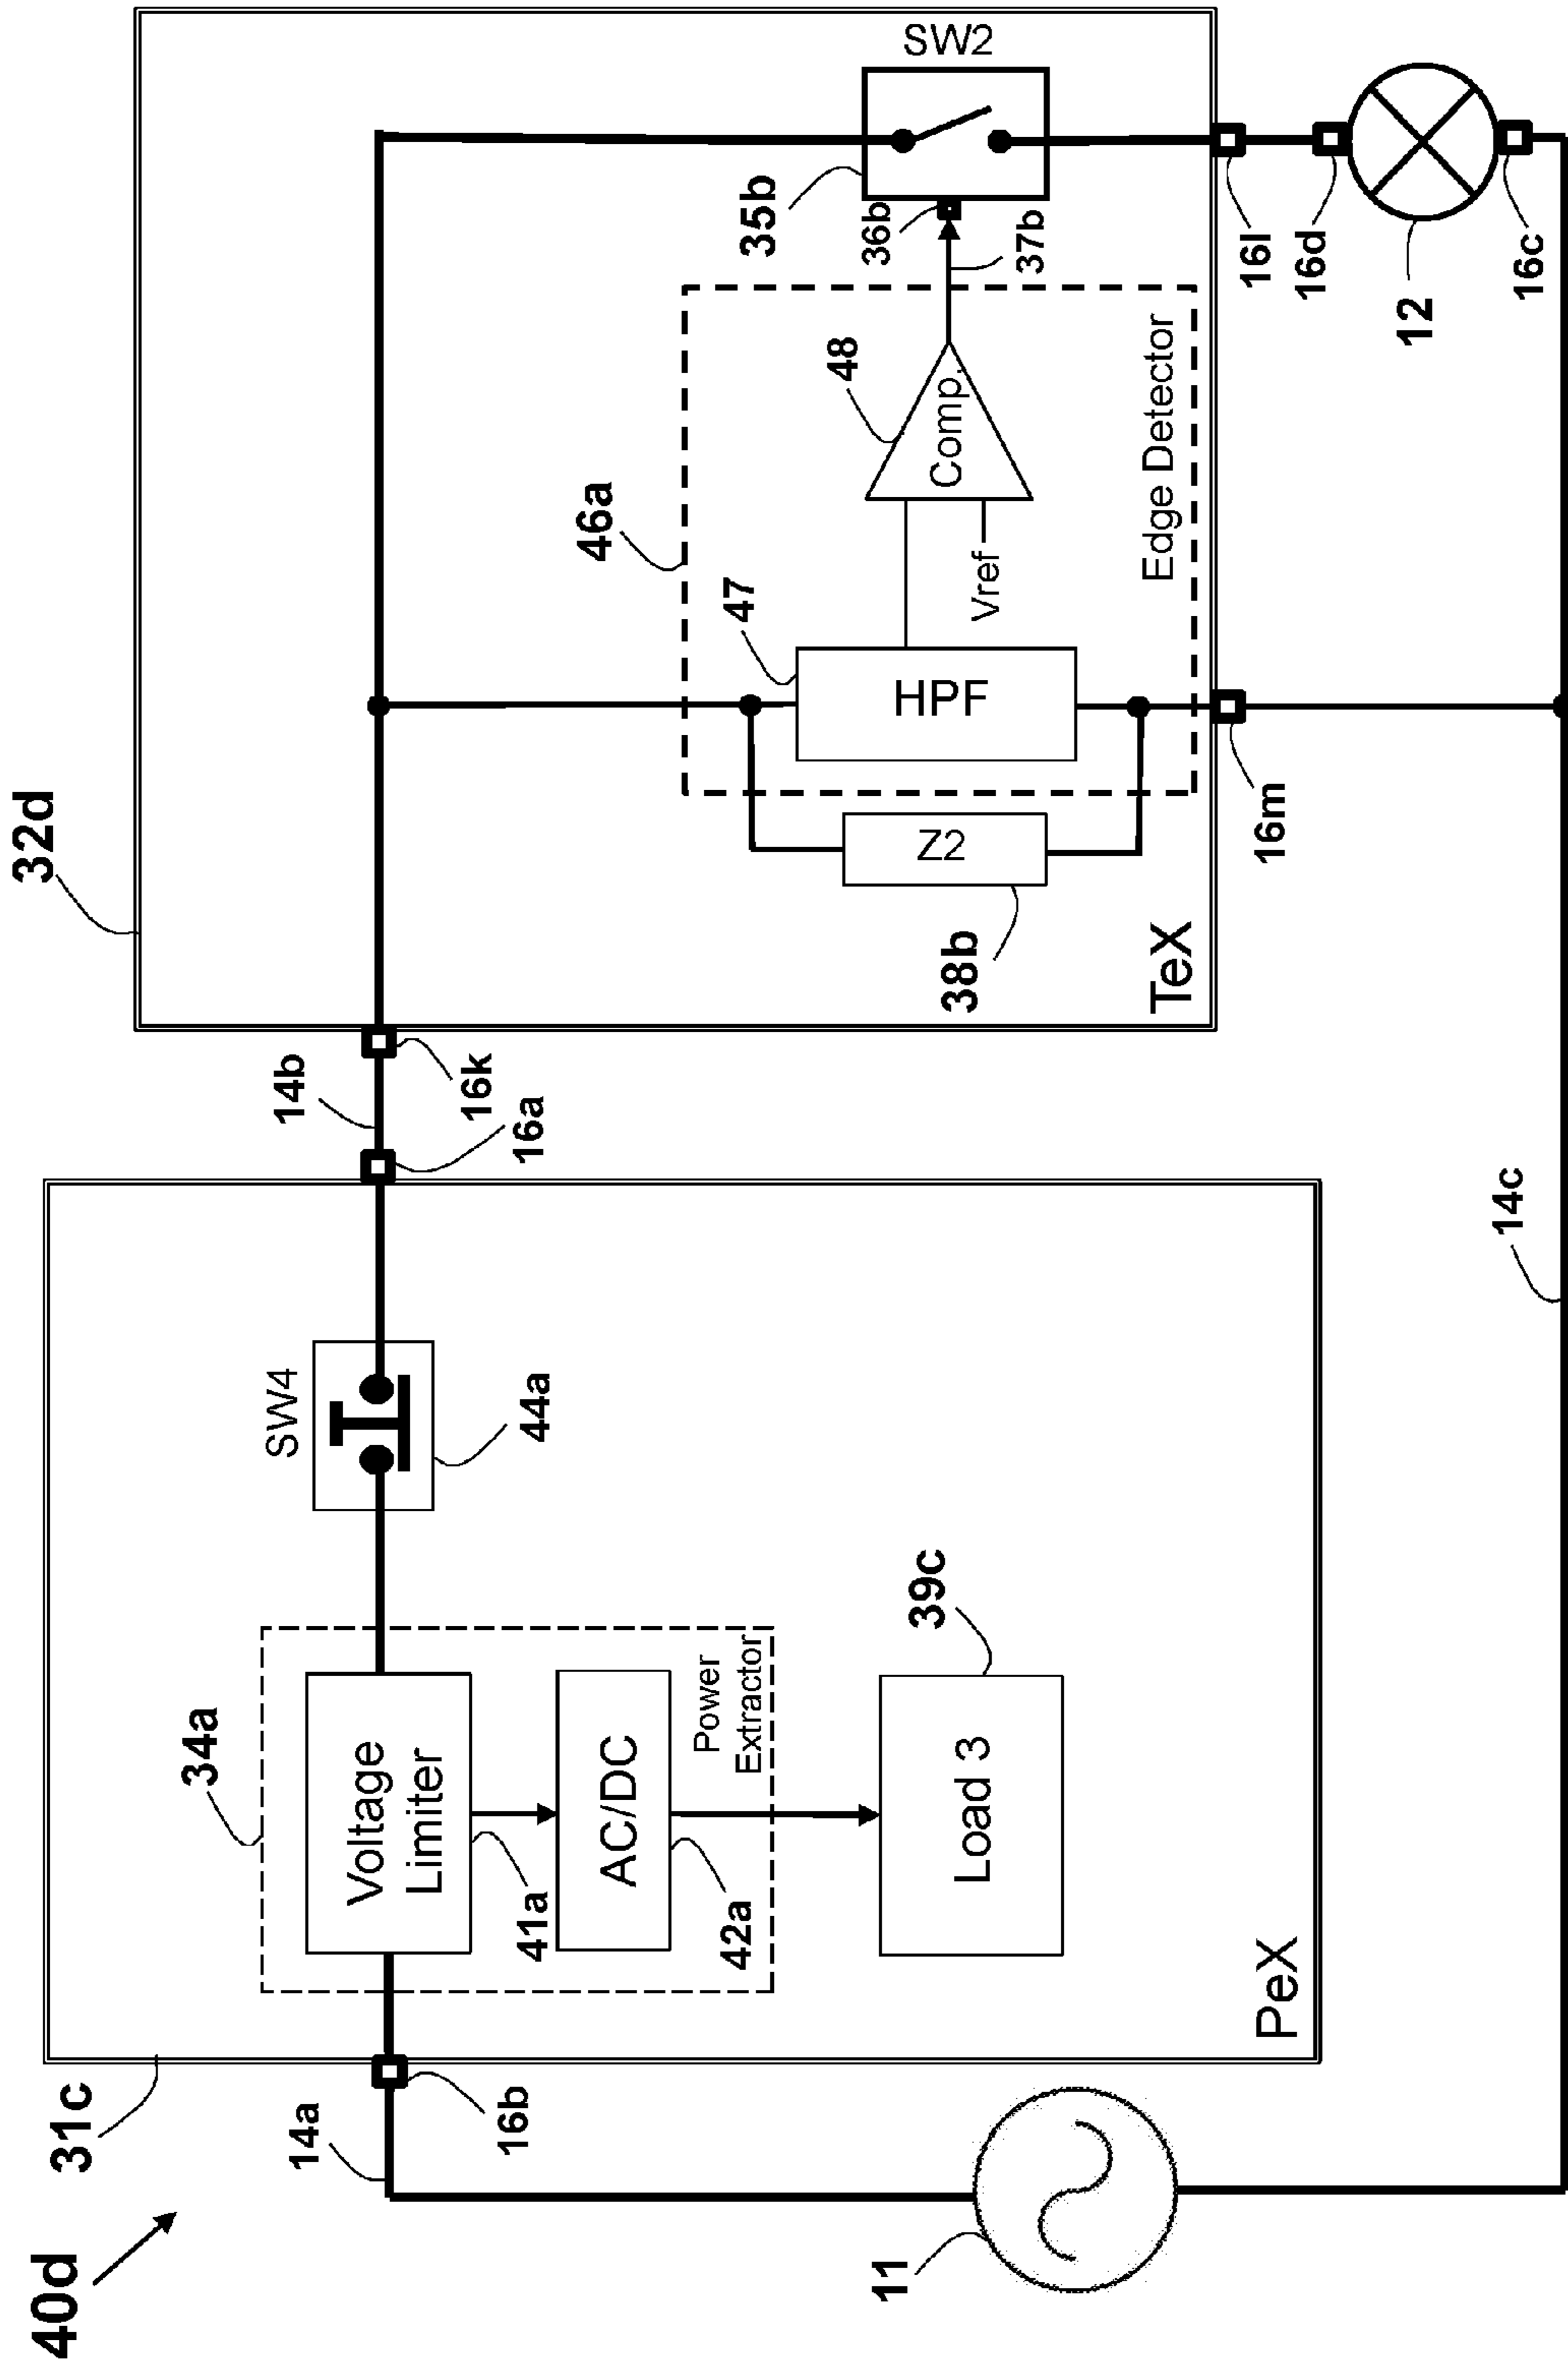 40d
31c
32d
34a
SW4
14b
16k
16a
44a
14a
16b
Voltage
Limiter
41a
AC/DC
42a
Power
Extractor
Load 3
39c
PeX
11
14c
46a
47
HPF
Vref
48
Comp.
Edge Detector
Z2
38b
TeX
16m
SW2
35b
36b
37b
16l
16d
12
16c